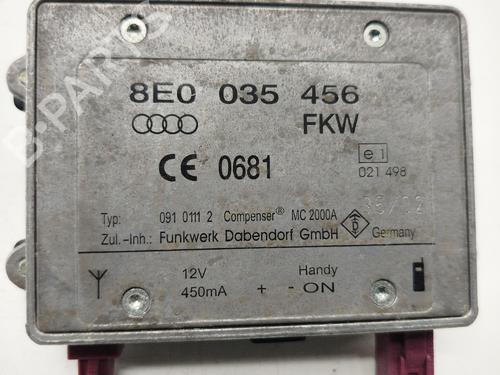 8E0 035 456
FKW
CE 0681
e1
021 498
Typ: 091 0111 2 Compenser® MC 2000A
Zul.-Inh.: Funkwerk Dabendorf GmbH Germany
12V Handy
450mA + - ON
B-PARTS